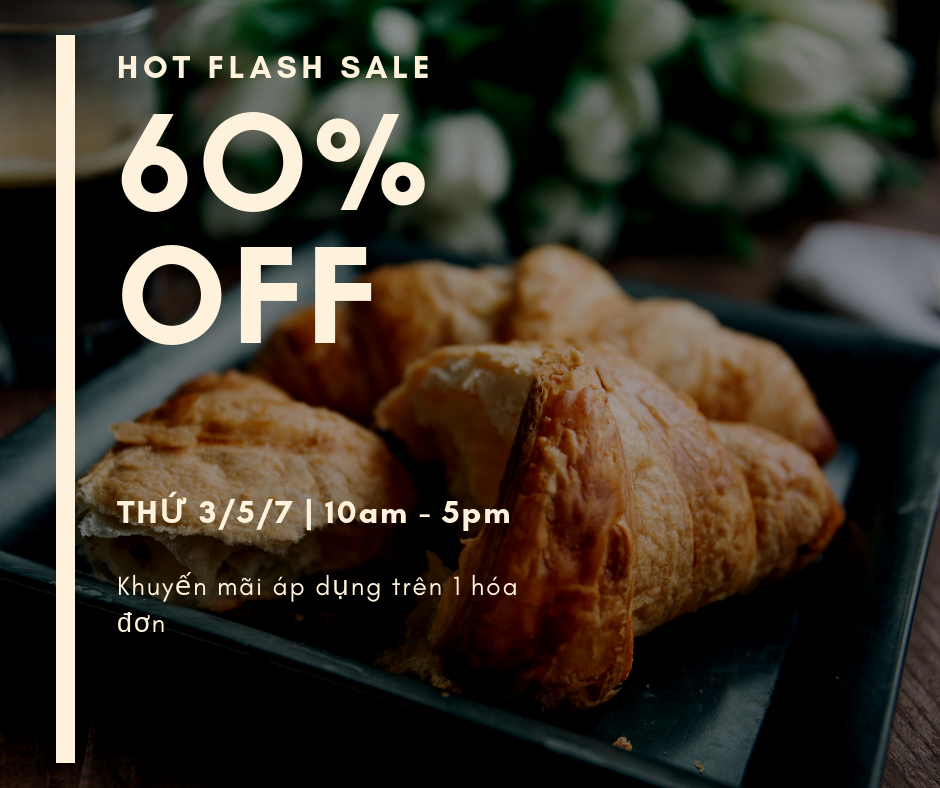 HOT FLASH SALE
60%
OFF
THỨ 3/5/7 | 10am - 5pm
Khuyến mãi áp dụng trên 1 hóa
đơn